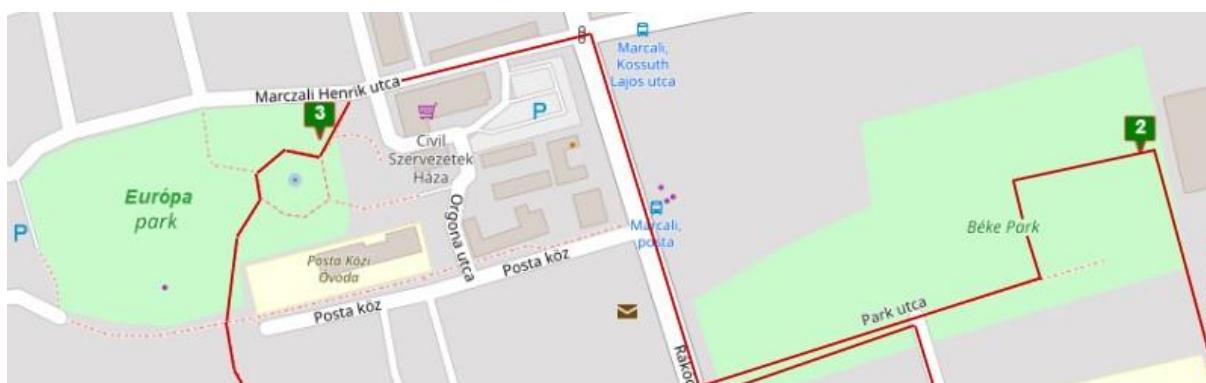 Marcali,
Kossuth
Lajos utca
Marczali Henrik utca
3
P
2
Civil
Szervezetek
Háza
Európa
park
Orgona utca
Marcali,
posta
Béke Park
P
Posta Közi
Óvoda
Posta köz
Posta köz
Park utca